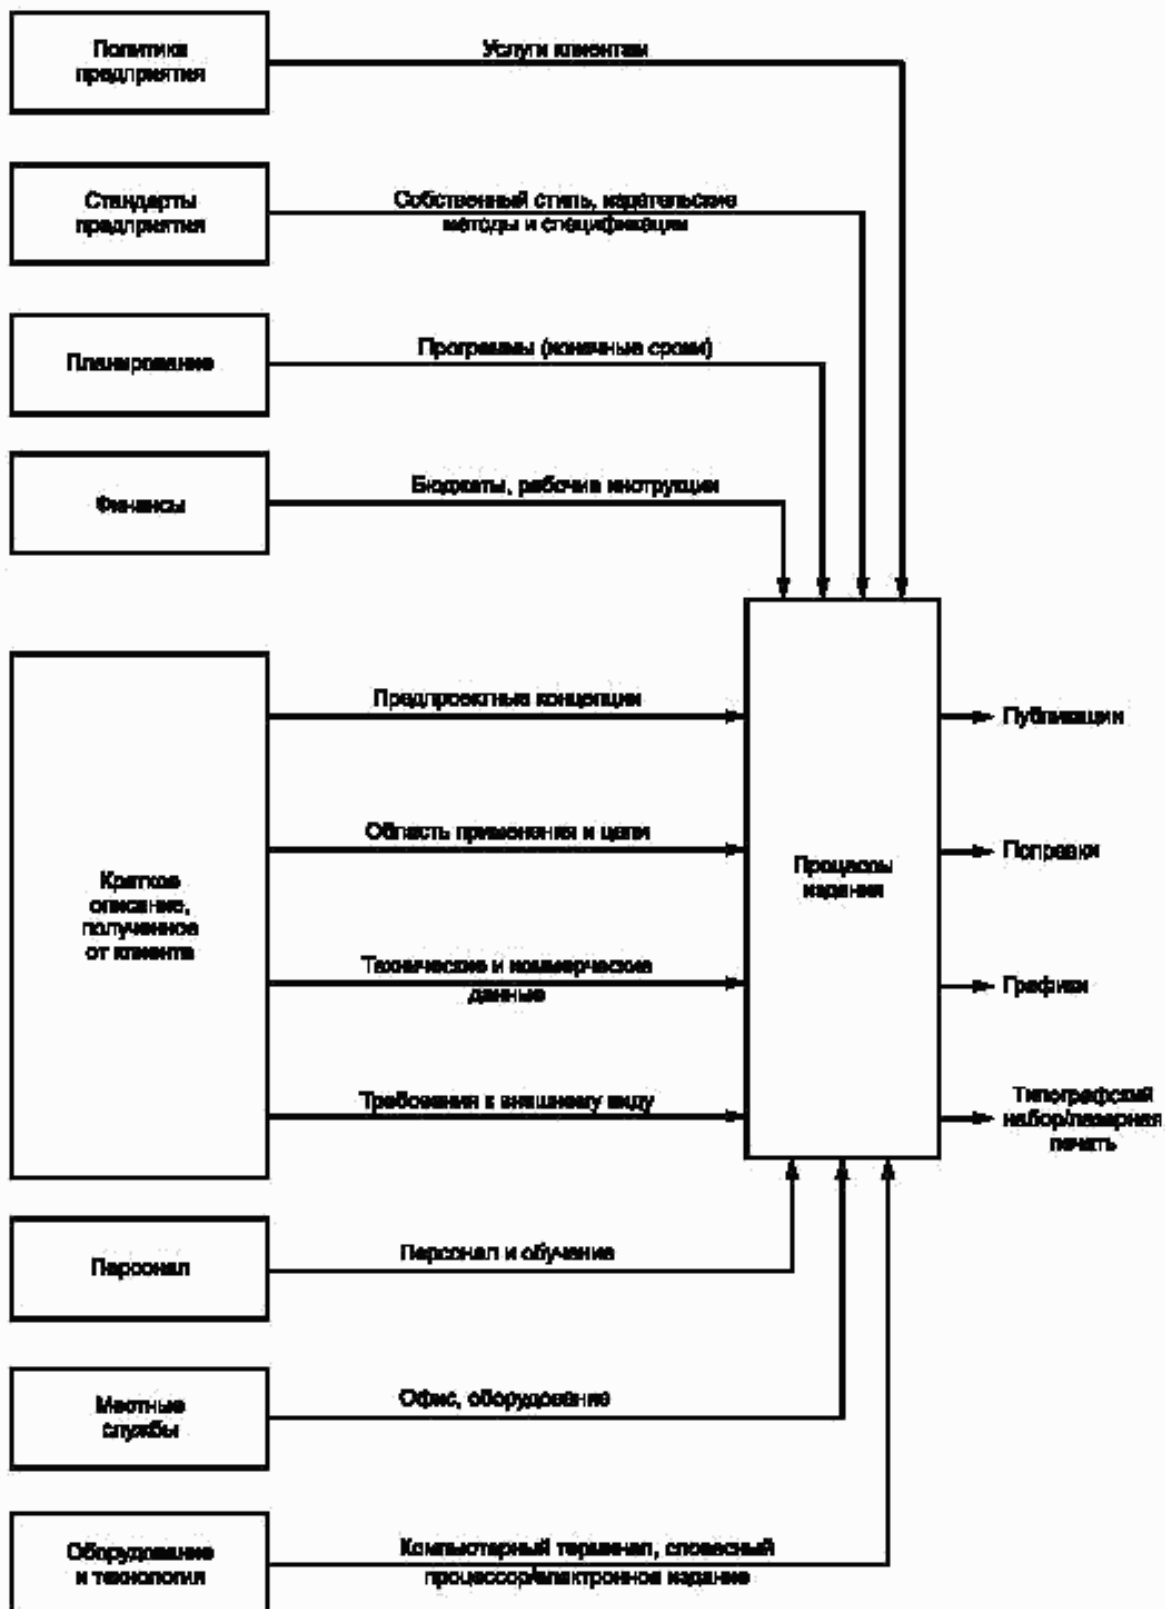 Политика
предприятия
Услуги клиентам
Стандарты
предприятия
Собственный стиль, издательские
методы и спецификации
Планирование
Программы (конечные сроки)
Финансы
Бюджеты, рабочие инструкции
Краткое
описание,
полученное
от клиента
Предпроектные концепции
Область применения и цели
Технические и коммерческие
данные
Требования к внешнему виду
Процессы
издания
Публикации
Поправки
Графики
Типографский
набор/лазерная
печать
Персонал
Персонал и обучение
Местные
службы
Офис, оборудование
Оборудование
и технология
Компьютерный терминал, словесный
процессор/электронное издание